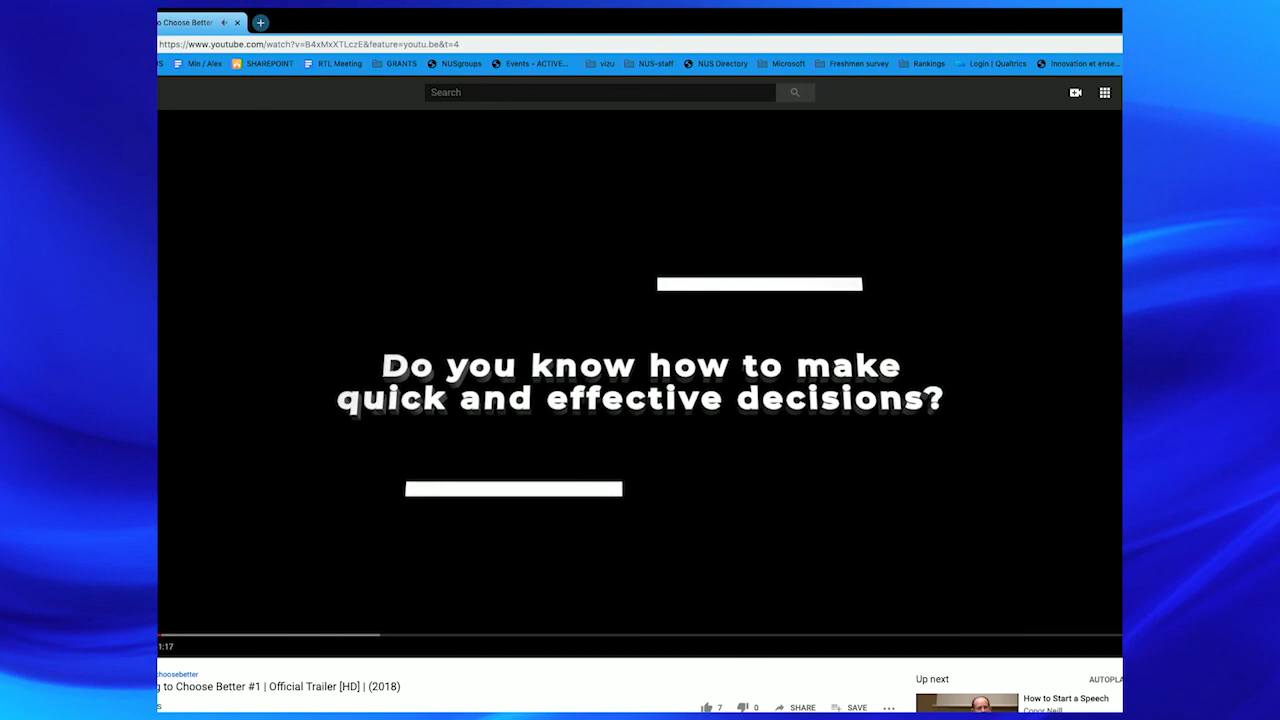 o Choose Better
https://www.youtube.com/watch?v=B4xMxXTLczE&feature=youtu.be&t=4
US Min / Alex SHAREPOINT RTL Meeting GRANTS NUSgroups Events - ACTIVE... vizu NUS-staff NUS Directory Microsoft Freshmen survey Rankings Login | Qualtrics Innovation et ense...
Search
Do you know how to make
quick and effective decisions?
1:17
choosebetter
g to Choose Better #1 | Official Trailer [HD] | (2018)
s
7 0 SHARE SAVE
Up next
AUTOPLA
How to Start a Speech
Conor Neill